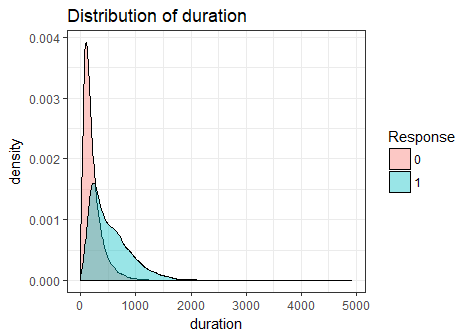 Distribution of duration
0.004
0.003
0.002
0.001
0.000
density
0 1000 2000 3000 4000 5000
duration
Response
0
1